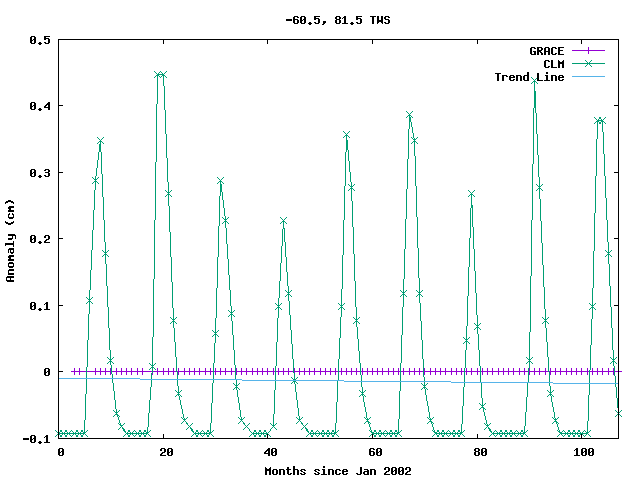 -60.5, 81.5 TWS
GRACE
CLM
Trend Line
0.5
0.4
0.3
0.2
0.1
0
-0.1
Anomaly (cm)
0 20 40 60 80 100
Months since Jan 2002